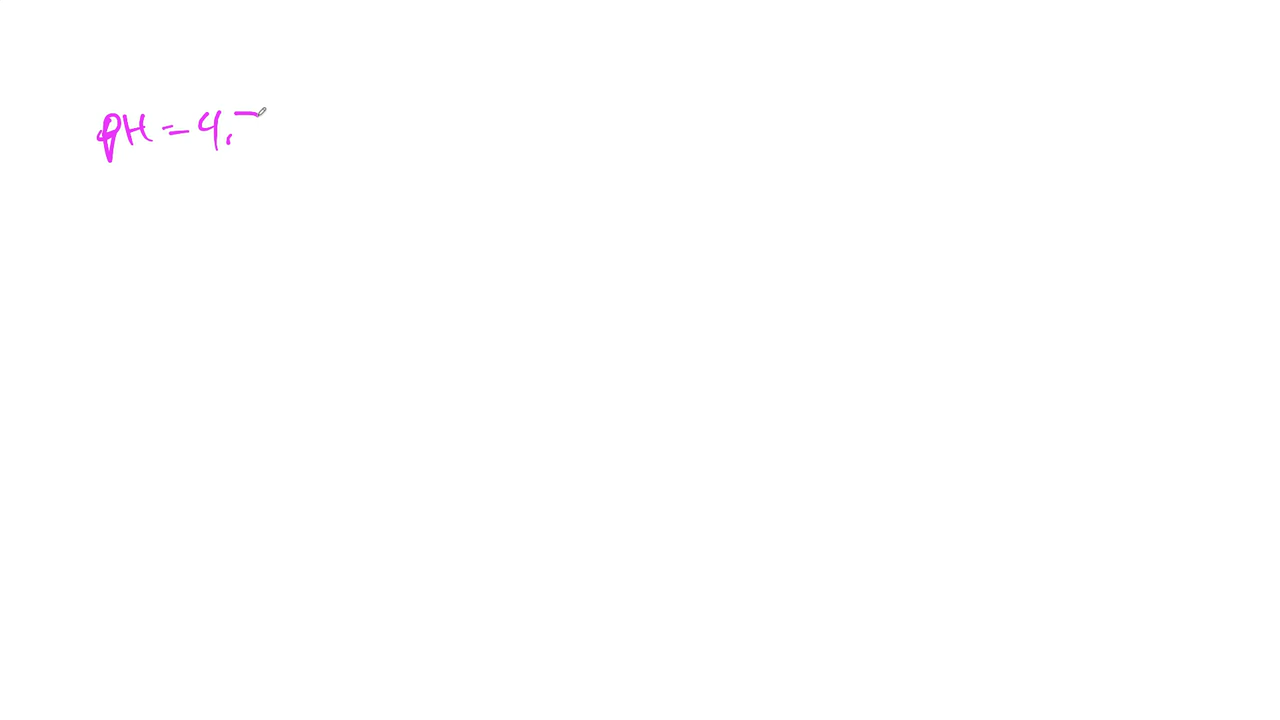 pH = 4.